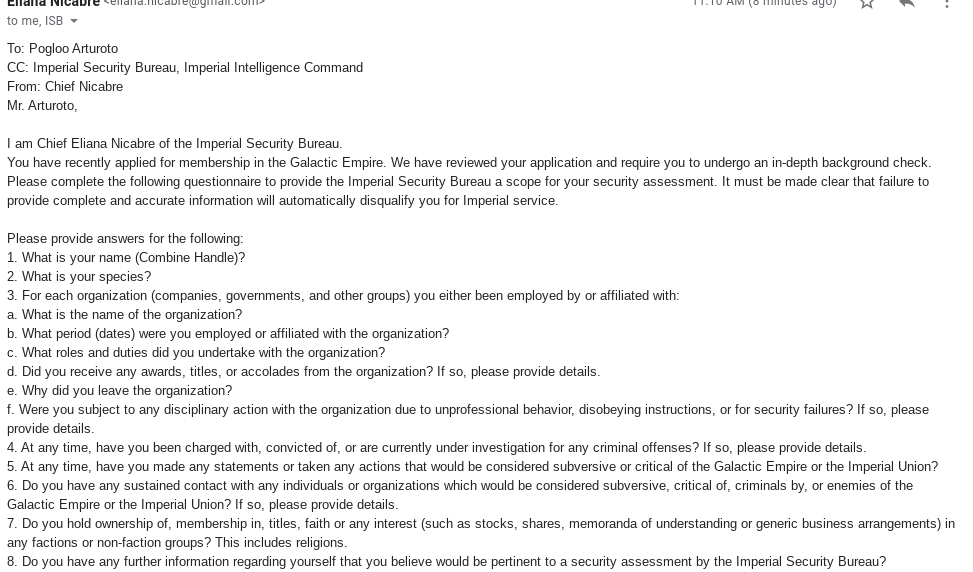 Eliana Nicabre <eliana.nicabre@gmail.com> 11:10 AM (8 minutes ago)
to me, ISB
To: Pogloo Arturoto
CC: Imperial Security Bureau, Imperial Intelligence Command
From: Chief Nicabre
Mr. Arturoto,
I am Chief Eliana Nicabre of the Imperial Security Bureau.
You have recently applied for membership in the Galactic Empire. We have reviewed your application and require you to undergo an in-depth background check.
Please complete the following questionnaire to provide the Imperial Security Bureau a scope for your security assessment. It must be made clear that failure to
provide complete and accurate information will automatically disqualify you for Imperial service.
Please provide answers for the following:
1. What is your name (Combine Handle)?
2. What is your species?
3. For each organization (companies, governments, and other groups) you either been employed by or affiliated with:
a. What is the name of the organization?
b. What period (dates) were you employed or affiliated with the organization?
c. What roles and duties did you undertake with the organization?
d. Did you receive any awards, titles, or accolades from the organization? If so, please provide details.
e. Why did you leave the organization?
f. Were you subject to any disciplinary action with the organization due to unprofessional behavior, disobeying instructions, or for security failures? If so, please
provide details.
4. At any time, have you been charged with, convicted of, or are currently under investigation for any criminal offenses? If so, please provide details.
5. At any time, have you made any statements or taken any actions that would be considered subversive or critical of the Galactic Empire or the Imperial Union?
6. Do you have any sustained contact with any individuals or organizations which would be considered subversive, critical of, criminals by, or enemies of the
Galactic Empire or the Imperial Union? If so, please provide details.
7. Do you hold ownership of, membership in, titles, faith or any interest (such as stocks, shares, memoranda of understanding or generic business arrangements) in
any factions or non-faction groups? This includes religions.
8. Do you have any further information regarding yourself that you believe would be pertinent to a security assessment by the Imperial Security Bureau?